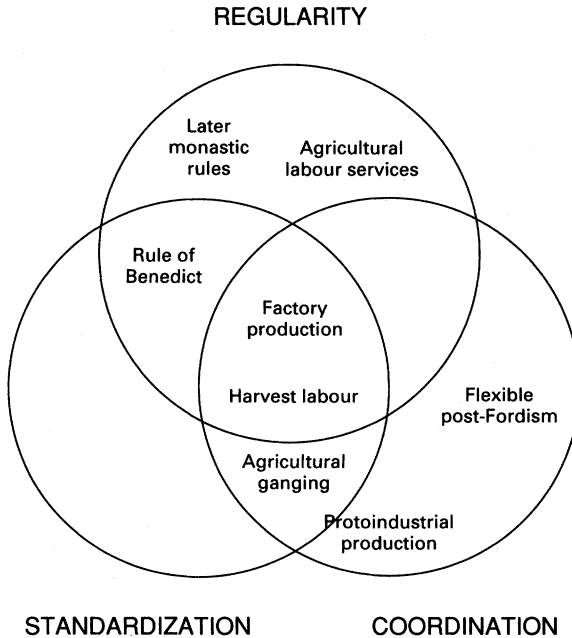 REGULARITY
Later
monastic
rules
Agricultural
labour services
Rule of
Benedict
Factory
production
Harvest labour
Flexible
post-Fordism
Agricultural
ganging
Protoindustrial
production
STANDARDIZATION
COORDINATION